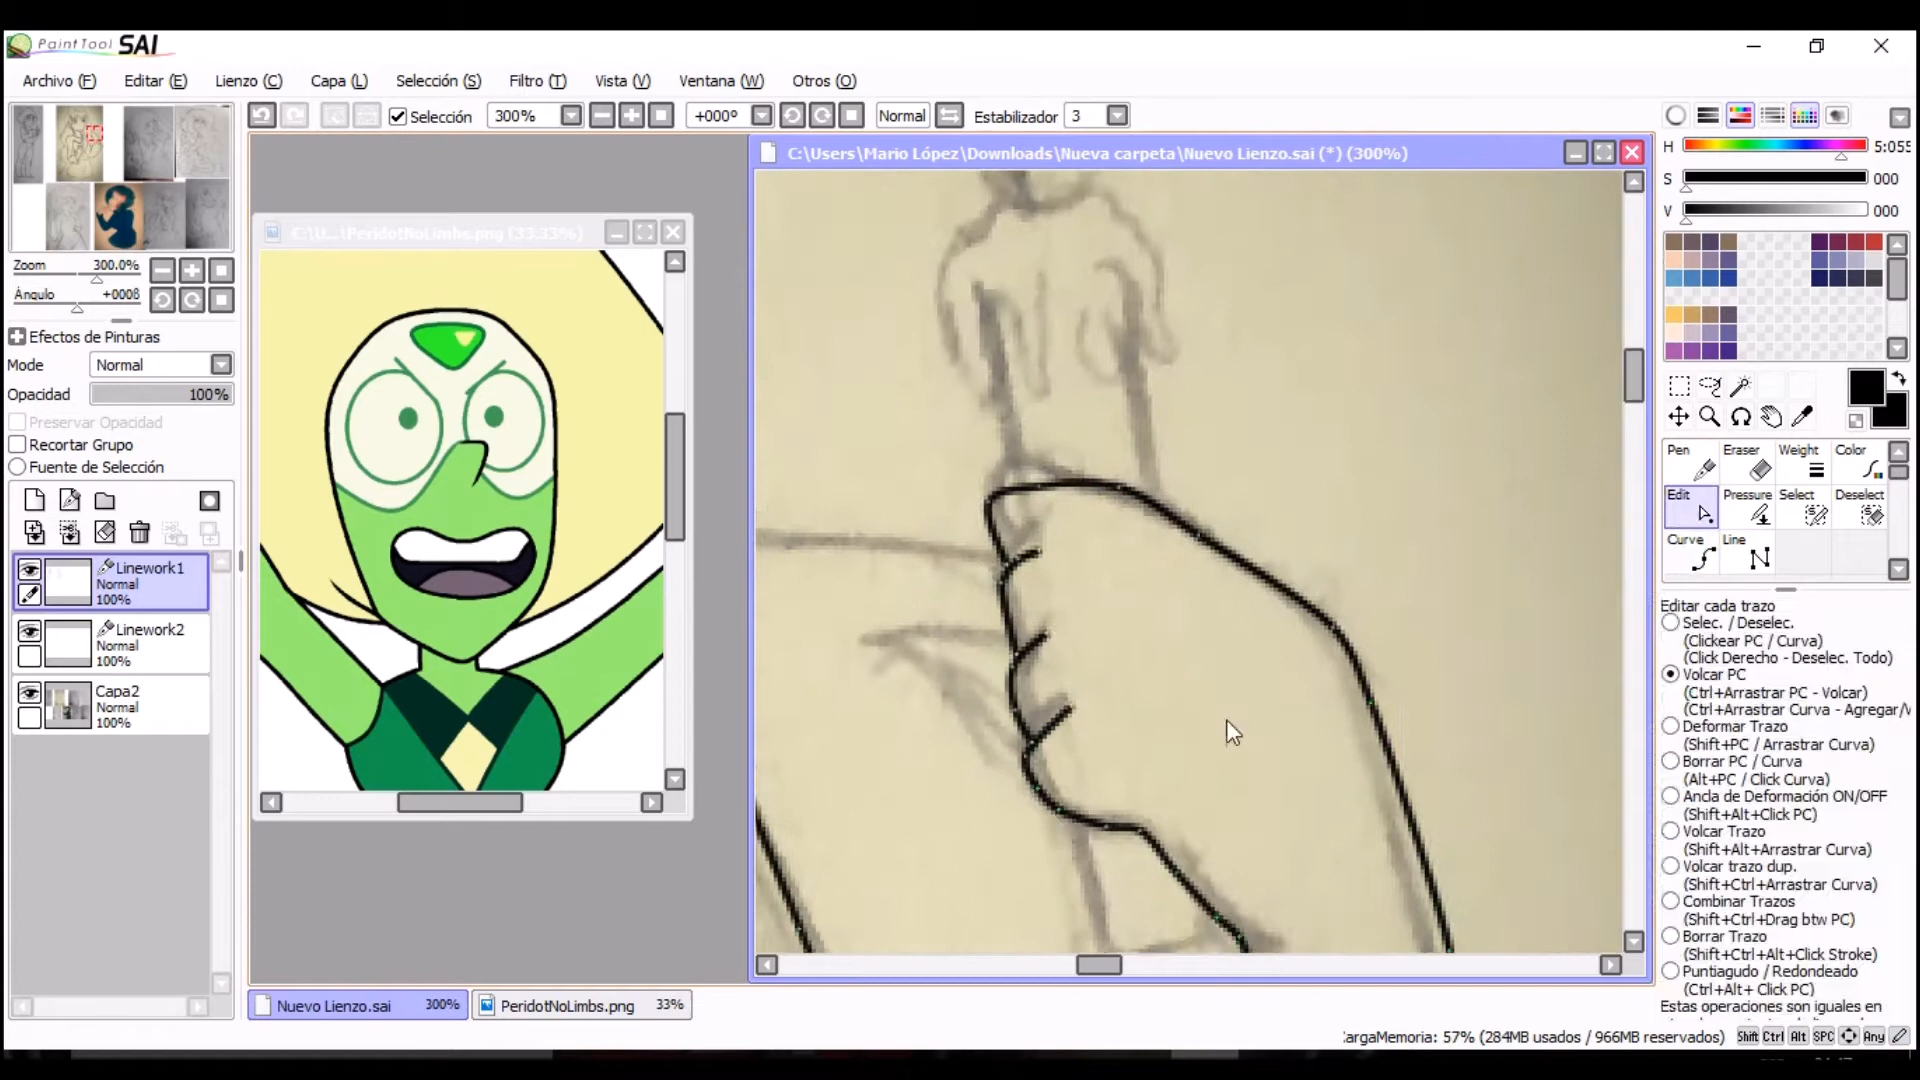 PaintTool SAI
Archivo (F) Editar (E) Lienzo (C) Capa (L) Selección (S) Filtro (T) Vista (V) Ventana (W) Otros (O)
Selección 300% +000º Normal Estabilizador 3
C:\Users\Mario López\Downloads\Nueva carpeta\Nuevo Lienzo.sai (*) (300%)
C:\U...\PeridotNoLimbs.png (33.33%)
Zoom 300.0%
Ángulo +000ß
Efectos de Pinturas
Mode Normal
Opacidad 100%
Preservar Opacidad
Recortar Grupo
Fuente de Selección
Linework1
Normal
100%
Linework2
Normal
100%
Capa2
Normal
100%
H 5:055
S 000
V 000
Pen Eraser Weight Color
Edit Pressure Select Deselect
Curve Line
Editar cada trazo
Selec. / Deselec.
(Clickear PC / Curva)
(Click Derecho - Deselec. Todo)
Volcar PC
(Ctrl+Arrastrar PC - Volcar)
(Ctrl+Arrastrar Curva - Agregar/
Deformar Trazo
(Shift+PC / Arrastrar Curva)
Borrar PC / Curva
(Alt+PC / Click Curva)
Ancla de Deformación ON/OFF
(Shift+Alt+Click PC)
Volcar Trazo
(Shift+Alt+Arrastrar Curva)
Volcar trazo dup.
(Shift+Ctrl+Arrastrar Curva)
Combinar Trazos
(Shift+Ctrl+Drag btw PC)
Borrar Trazo
(Shift+Ctrl+Alt+Click Stroke)
Puntiagudo / Redondeado
(Ctrl+Alt+ Click PC)
Estas operaciones son iguales en
Nuevo Lienzo.sai 300% PeridotNoLimbs.png 33%
argaMemoria: 57% (284MB usados / 966MB reservados) Shift Ctrl Alt SPC Any